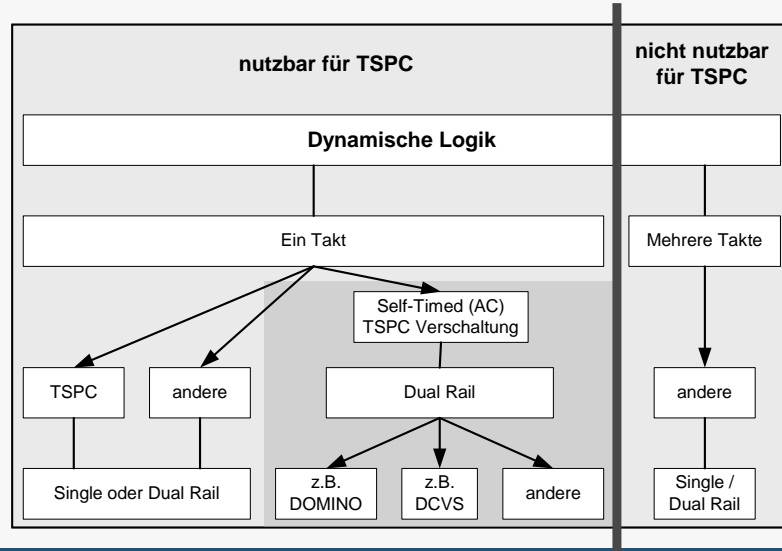 nutzbar für TSPC
nicht nutzbar
für TSPC
Dynamische Logik
Ein Takt
Mehrere Takte
Self-Timed (AC)
TSPC Verschaltung
TSPC
andere
Dual Rail
andere
Single oder Dual Rail
z.B.
DOMINO
z.B.
DCVS
andere
Single /
Dual Rail